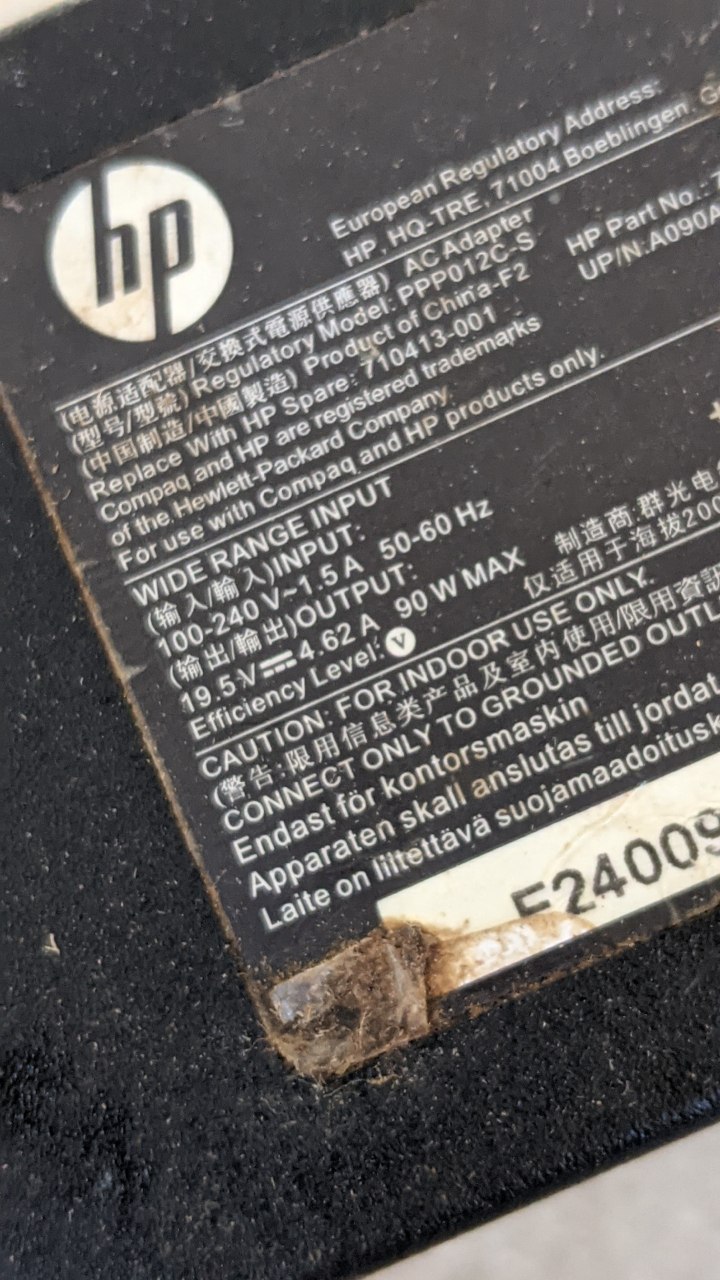 hp
European Regulatory Address:
HP, HQ-TRE, 71004 Boeblingen.
(电源适配器/交換式電源供應器) AC Adapter
(型号/型號) Regulatory Model: PPP012C-S
HP Part No.: 7
(中国制造/中國製造) Product of China-F2
UP/N:A090A
Replace With HP Spare: 710413-001
Compaq and HP are registered trademarks
of the Hewlett-Packard Company.
For use with Compaq and HP products only.
WIDE RANGE INPUT
(输入/輸入)INPUT:
100-240 V~1.5 A 50-60 Hz
制造商:群光电
(输出/輸出)OUTPUT:
仅适用于海拔200
19.5 V⎓4.62 A 90 W MAX
Efficiency Level: V
CAUTION: FOR INDOOR USE ONLY.
(警告:限用信息类产品及室内使用/限用資訊
CONNECT ONLY TO GROUNDED OUTL
Endast för kontorsmaskin
Apparaten skall anslutas till jordat
Laite on liitettävä suojamaadoitusk
F24009